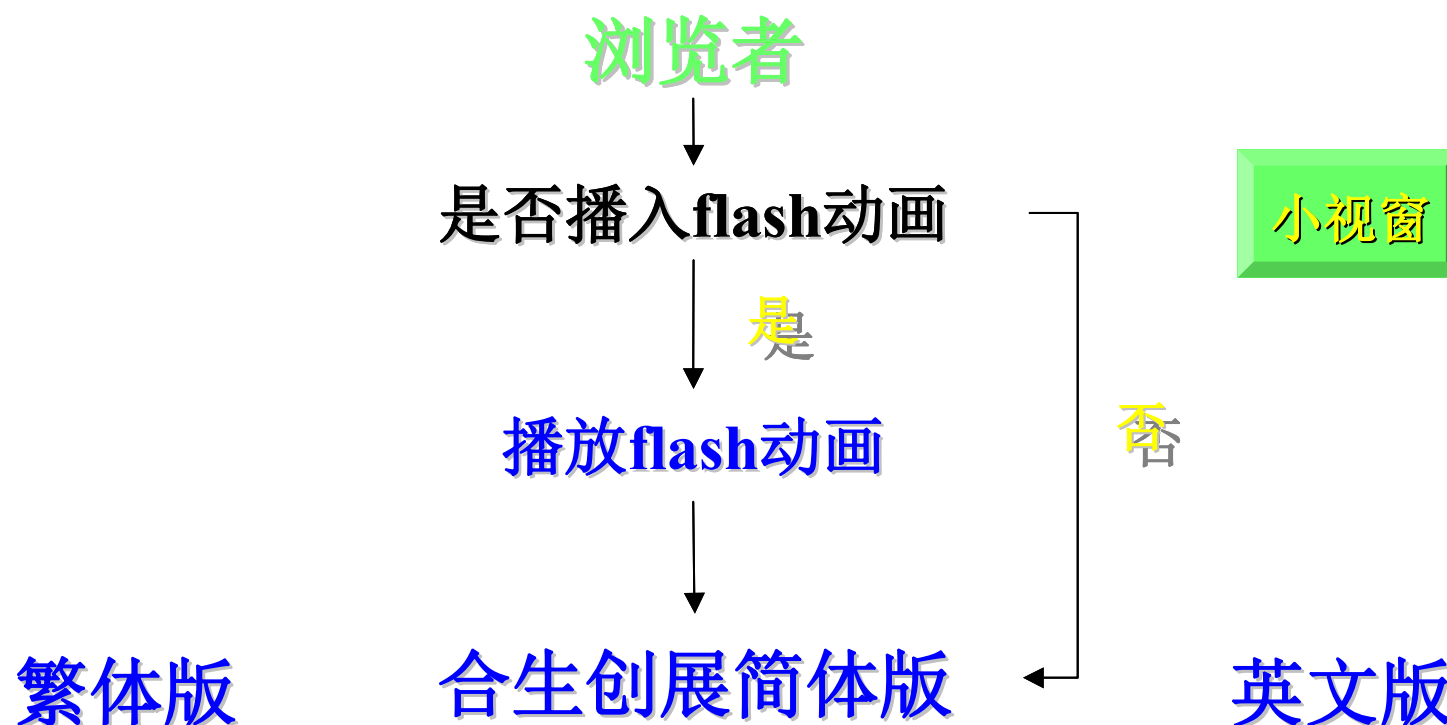 浏览者
是否播入flash动画
小视窗
是
否
播放flash动画
繁体版
合生创展简体版
英文版